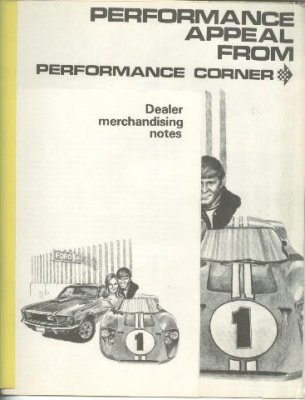 PERFORMANCE
APPEAL
FROM
PERFORMANCE CORNER
Dealer
merchandising
notes
FORD
1
1